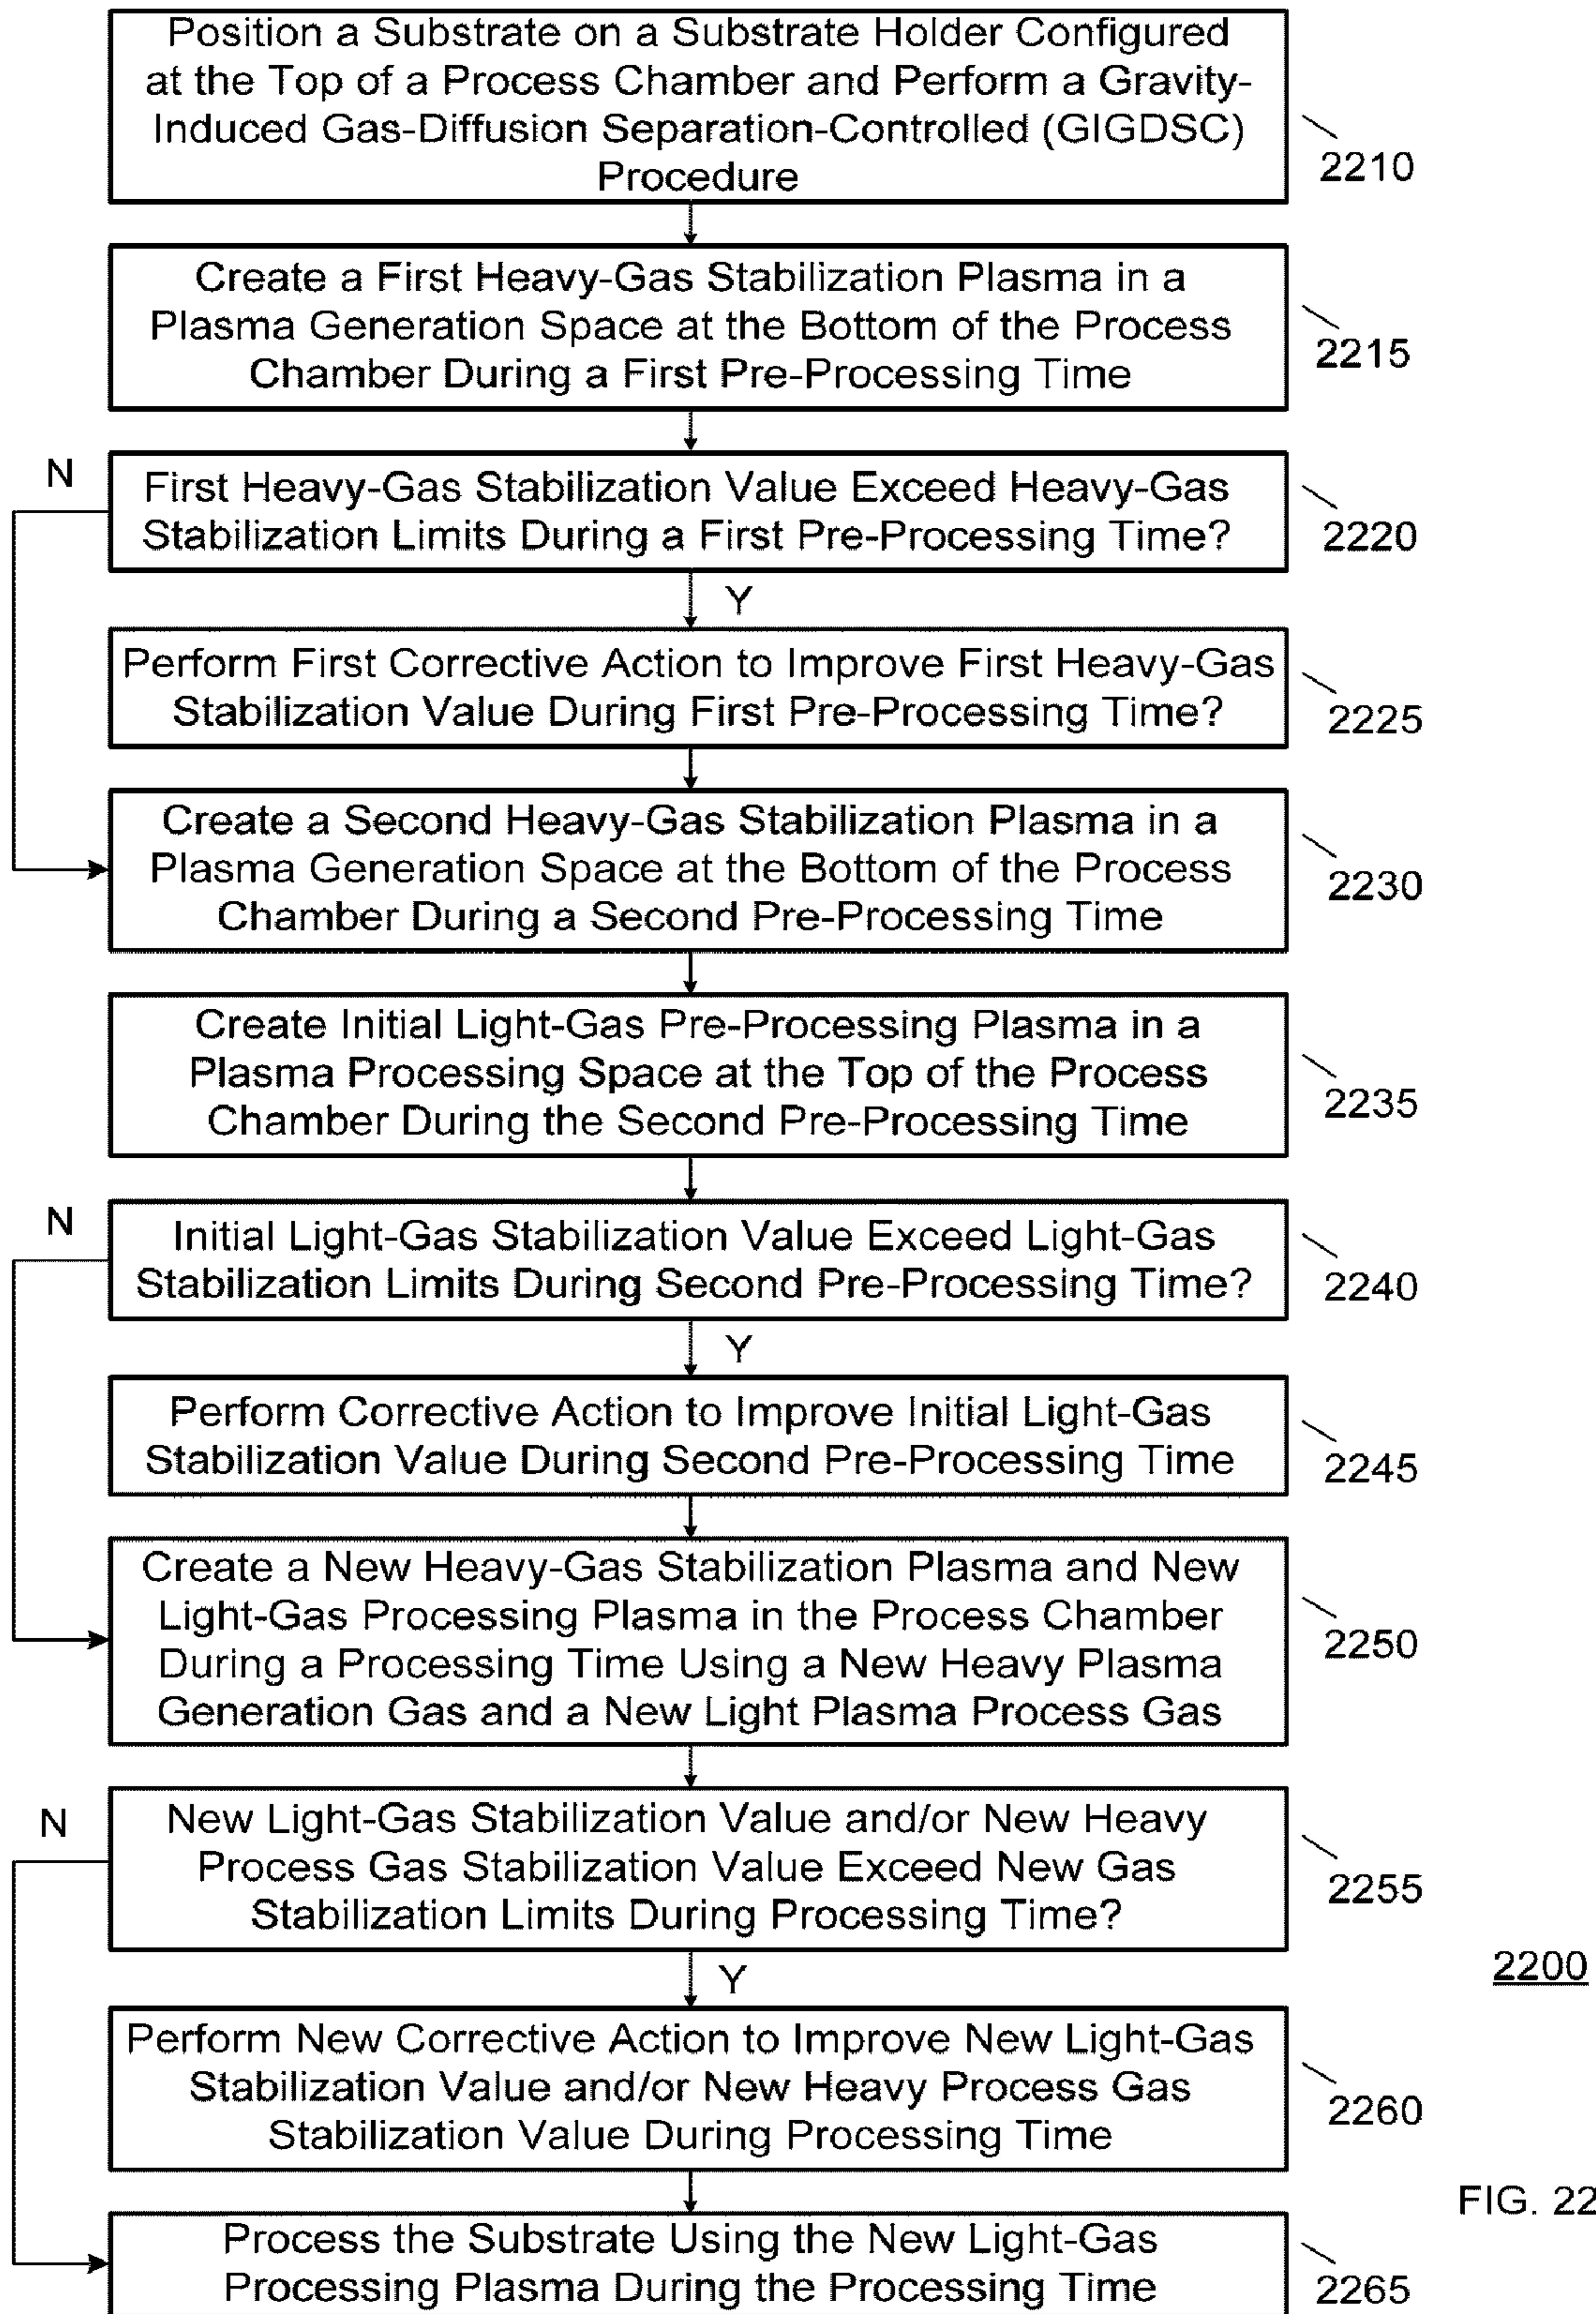 Position a Substrate on a Substrate Holder Configured
at the Top of a Process Chamber and Perform a Gravity-
Induced Gas-Diffusion Separation-Controlled (GIGDSC)
Procedure
2210
Create a First Heavy-Gas Stabilization Plasma in a
Plasma Generation Space at the Bottom of the Process
Chamber During a First Pre-Processing Time
2215
N
First Heavy-Gas Stabilization Value Exceed Heavy-Gas
Stabilization Limits During a First Pre-Processing Time?
2220
Y
Perform First Corrective Action to Improve First Heavy-Gas
Stabilization Value During First Pre-Processing Time?
2225
Create a Second Heavy-Gas Stabilization Plasma in a
Plasma Generation Space at the Bottom of the Process
Chamber During a Second Pre-Processing Time
2230
Create Initial Light-Gas Pre-Processing Plasma in a
Plasma Processing Space at the Top of the Process
Chamber During the Second Pre-Processing Time
2235
N
Initial Light-Gas Stabilization Value Exceed Light-Gas
Stabilization Limits During Second Pre-Processing Time?
2240
Y
Perform Corrective Action to Improve Initial Light-Gas
Stabilization Value During Second Pre-Processing Time
2245
Create a New Heavy-Gas Stabilization Plasma and New
Light-Gas Processing Plasma in the Process Chamber
During a Processing Time Using a New Heavy Plasma
Generation Gas and a New Light Plasma Process Gas
2250
N
New Light-Gas Stabilization Value and/or New Heavy
Process Gas Stabilization Value Exceed New Gas
Stabilization Limits During Processing Time?
2255
Y
2200
Perform New Corrective Action to Improve New Light-Gas
Stabilization Value and/or New Heavy Process Gas
Stabilization Value During Processing Time
2260
FIG. 22
Process the Substrate Using the New Light-Gas
Processing Plasma During the Processing Time
2265